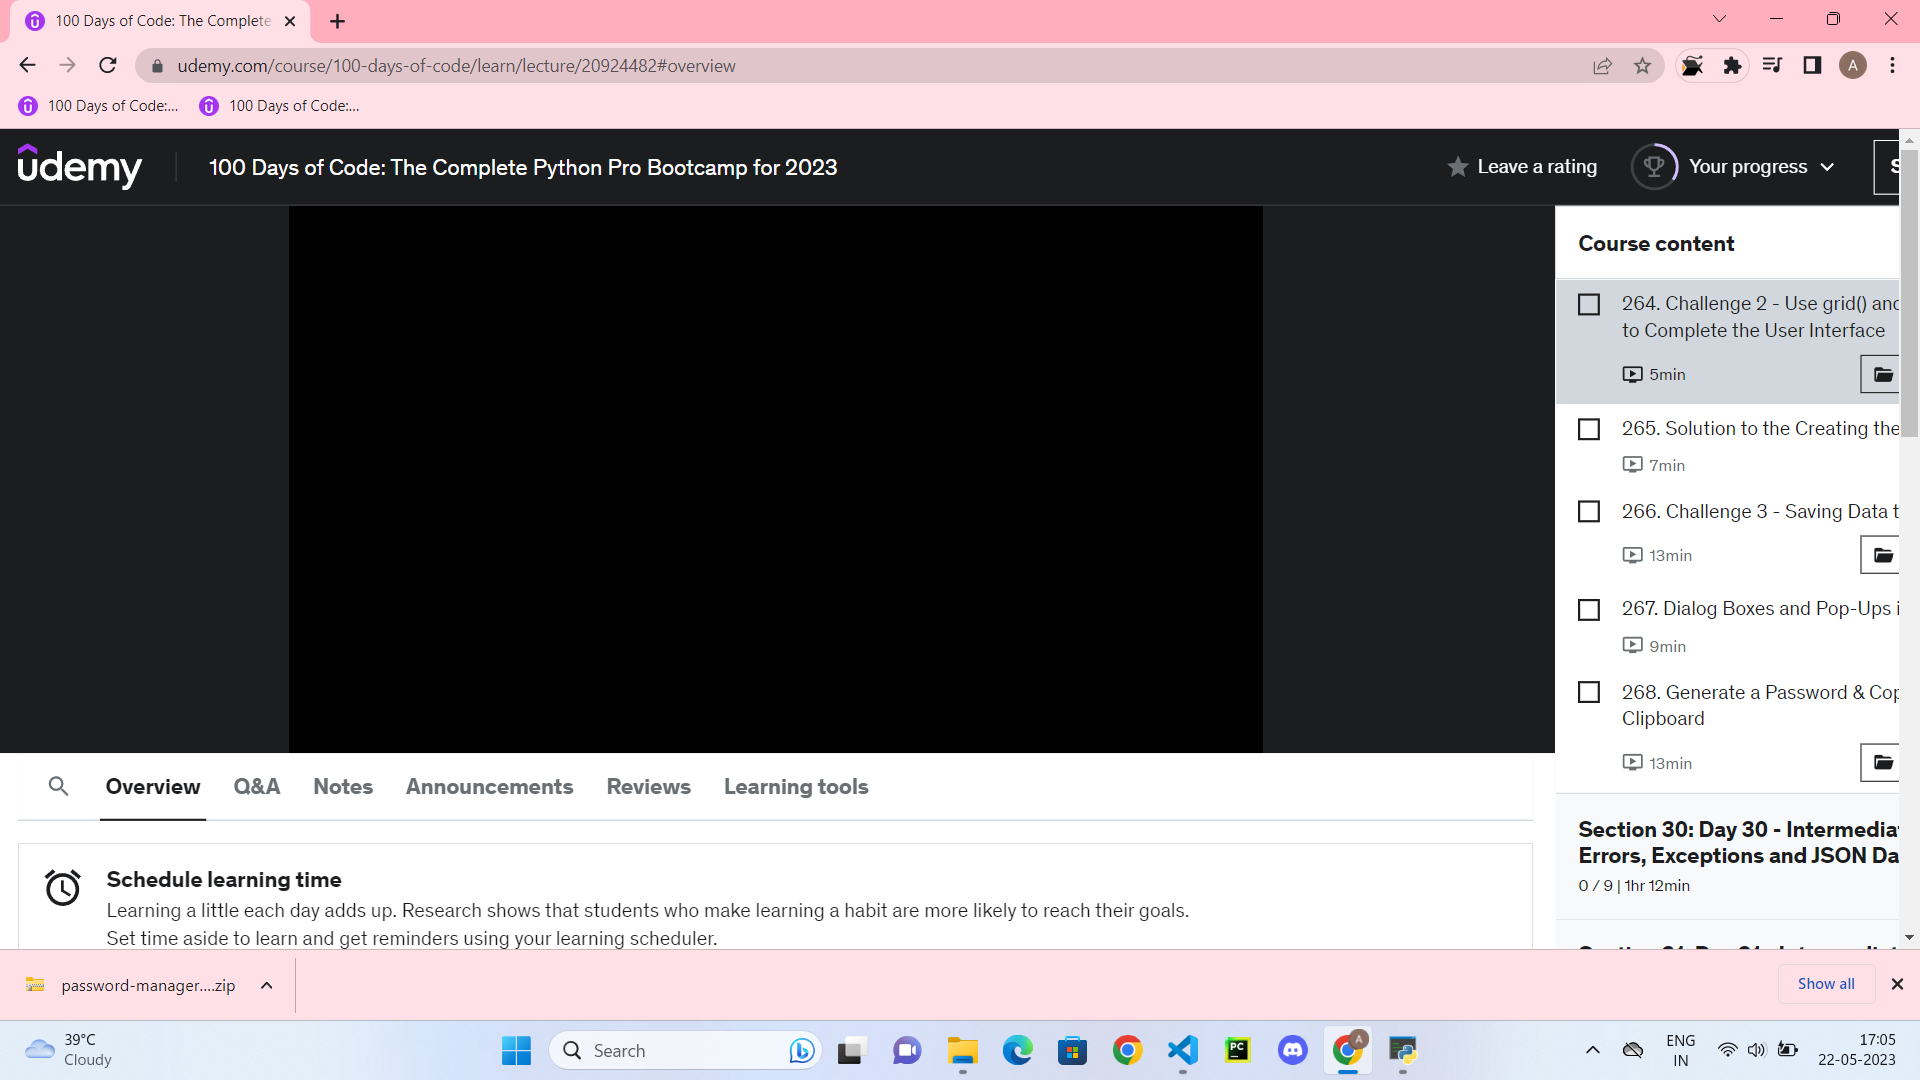 100 Days of Code: The Complete
udemy.com/course/100-days-of-code/learn/lecture/20924482#overview
A
100 Days of Code:...
100 Days of Code:...
udemy
100 Days of Code: The Complete Python Pro Bootcamp for 2023
Leave a rating
Your progress
S
Course content
264. Challenge 2 - Use grid() and
to Complete the User Interface
5min
265. Solution to the Creating the
7min
266. Challenge 3 - Saving Data t
13min
267. Dialog Boxes and Pop-Ups i
9min
268. Generate a Password & Cop
Clipboard
13min
Section 30: Day 30 - Intermediat
Errors, Exceptions and JSON Da
0 / 9 | 1hr 12min
Overview
Q&A
Notes
Announcements
Reviews
Learning tools
Schedule learning time
Learning a little each day adds up. Research shows that students who make learning a habit are more likely to reach their goals.
Set time aside to learn and get reminders using your learning scheduler.
password-manager....zip
Show all
39°C
Cloudy
Search
PC
A
ENG
IN
17:05
22-05-2023